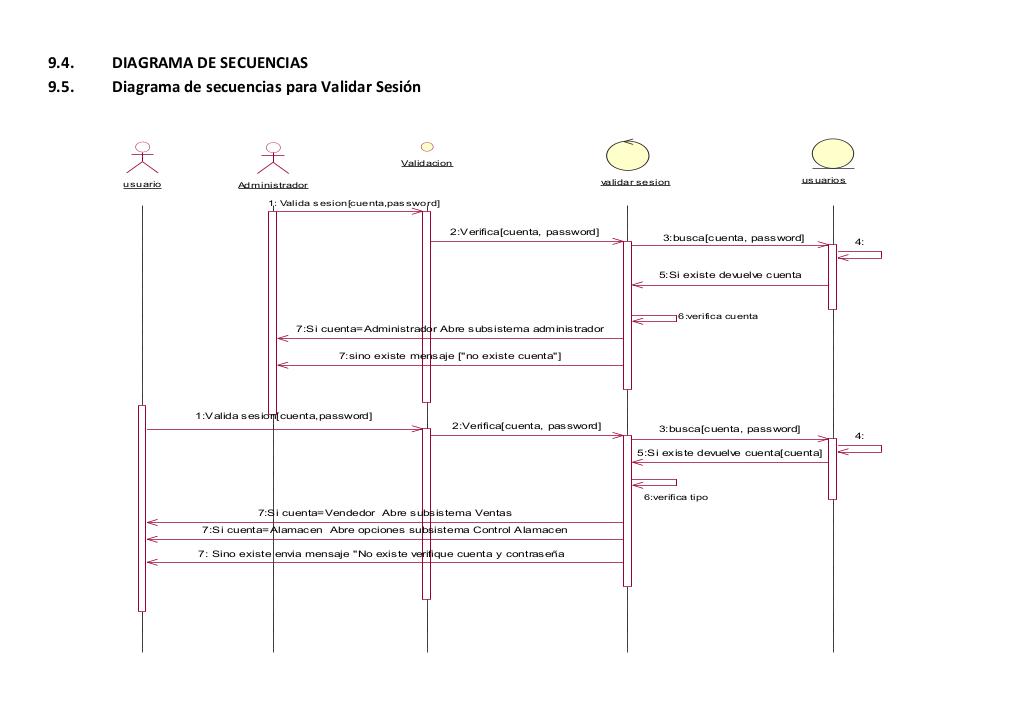 9.4. DIAGRAMA DE SECUENCIAS
9.5. Diagrama de secuencias para Validar Sesión
usuario
Administrador
Validacion
validar sesion
usuarios
1: Valida sesion[cuenta,password]
2:Verifica[cuenta, password]
3:busca[cuenta, password]
4:
5:Si existe devuelve cuenta
6:verifica cuenta
7:Si cuenta=Administrador Abre subsistema administrador
7:sino existe mensaje ["no existe cuenta"]
1:Valida sesion[cuenta,password]
2:Verifica[cuenta, password]
3:busca[cuenta, password]
4:
5:Si existe devuelve cuenta[cuenta]
6:verifica tipo
7:Si cuenta=Vendedor Abre subsistema Ventas
7:Si cuenta=Alamacen Abre opciones subsistema Control Alamacen
7: Sino existe envia mensaje "No existe verifique cuenta y contraseña